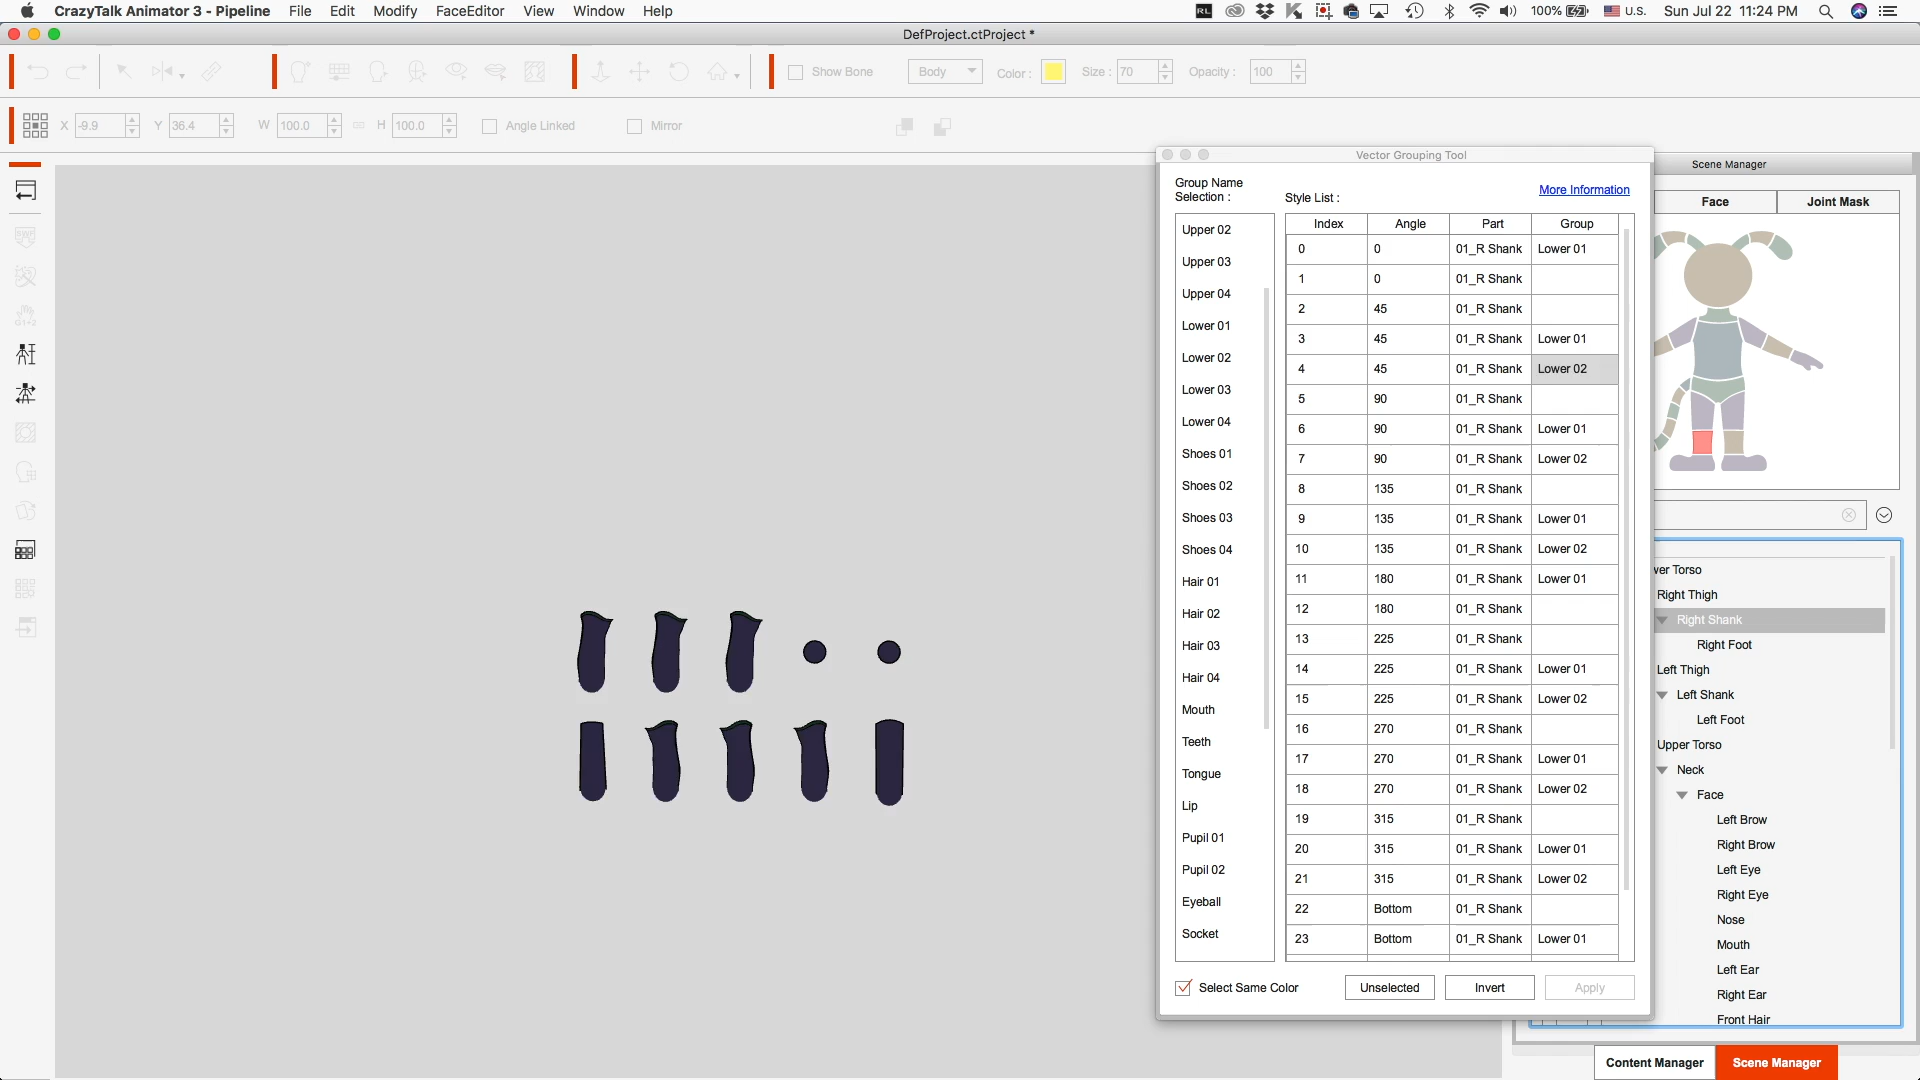 CrazyTalk Animator 3 - Pipeline File Edit Modify FaceEditor View Window Help
RL 100% U.S. Sun Jul 22 11:24 PM
DefProject.ctProject *
Show Bone Body Color : Size : 70 Opacity : 100
X -9.9 Y 36.4 W 100.0 H 100.0 Angle Linked Mirror
Vector Grouping Tool
Group Name
Selection :
Style List :
More Information
Upper 02
Upper 03
Upper 04
Lower 01
Lower 02
Lower 03
Lower 04
Shoes 01
Shoes 02
Shoes 03
Shoes 04
Hair 01
Hair 02
Hair 03
Hair 04
Mouth
Teeth
Tongue
Lip
Pupil 01
Pupil 02
Eyeball
Socket
Index Angle Part Group
0 0 01_R Shank Lower 01
1 0 01_R Shank
2 45 01_R Shank
3 45 01_R Shank Lower 01
4 45 01_R Shank Lower 02
5 90 01_R Shank
6 90 01_R Shank Lower 01
7 90 01_R Shank Lower 02
8 135 01_R Shank
9 135 01_R Shank Lower 01
10 135 01_R Shank Lower 02
11 180 01_R Shank Lower 01
12 180 01_R Shank
13 225 01_R Shank
14 225 01_R Shank Lower 01
15 225 01_R Shank Lower 02
16 270 01_R Shank
17 270 01_R Shank Lower 01
18 270 01_R Shank Lower 02
19 315 01_R Shank
20 315 01_R Shank Lower 01
21 315 01_R Shank Lower 02
22 Bottom 01_R Shank
23 Bottom 01_R Shank Lower 01
Select Same Color Unselected Invert Apply
Scene Manager
Face Joint Mask
wer Torso
Right Thigh
Right Shank
Right Foot
Left Thigh
Left Shank
Left Foot
Upper Torso
Neck
Face
Left Brow
Right Brow
Left Eye
Right Eye
Nose
Mouth
Left Ear
Right Ear
Front Hair
Content Manager Scene Manager